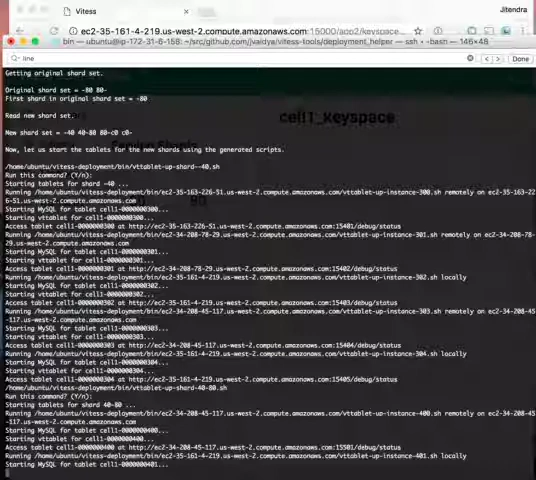 Vitess
Jitendra
ec2-35-161-4-219.us-west-2.compute.amazonaws.com:15000/app2/keyspace...
bin — ubuntu@ip-172-31-6-158: ~/src/github.com/jvaidya/vitess-tools/deployment_helper — ssh ‹ -bash — 146×48
line
Done
Getting original shard set.
Original shard set = -80 80-
First shard in original shard set = -80
cell1_keyspace
Read new shard set.
New shard set = -40 40-80 80-c0 c0-
Now, let us start the tablets for the new shards using the generated scripts.
/home/ubuntu/vitess-deployment/bin/vttablet-up-shard--40.sh
Run this command? (Y/n):
Starting tablets for shard -40 ...
Running /home/ubuntu/vitess-deployment/bin/ec2-35-163-226-51.us-west-2.compute.amazonaws.com/vttablet-up-instance-300.sh remotely on ec2-35-163-22
6-51.us-west-2.compute.amazonaws.com
Starting MySQL for tablet cell1-0000000300...
Starting vttablet for cell1-0000000300...
Access tablet cell1-0000000300 at http://ec2-35-163-226-51.us-west-2.compute.amazonaws.com:15401/debug/status
Running /home/ubuntu/vitess-deployment/bin/ec2-34-208-78-29.us-west-2.compute.amazonaws.com/vttablet-up-instance-301.sh remotely on ec2-34-208-78-
29.us-west-2.compute.amazonaws.com
Starting MySQL for tablet cell1-0000000301...
Starting vttablet for cell1-0000000301...
Access tablet cell1-0000000301 at http://ec2-34-208-78-29.us-west-2.compute.amazonaws.com:15402/debug/status
Running /home/ubuntu/vitess-deployment/bin/ec2-35-161-4-219.us-west-2.compute.amazonaws.com/vttablet-up-instance-302.sh locally
Starting MySQL for tablet cell1-0000000302...
Starting vttablet for cell1-0000000302...
Access tablet cell1-0000000302 at http://ec2-35-161-4-219.us-west-2.compute.amazonaws.com:15403/debug/status
Running /home/ubuntu/vitess-deployment/bin/ec2-34-208-45-117.us-west-2.compute.amazonaws.com/vttablet-up-instance-303.sh remotely on ec2-34-208-45
-117.us-west-2.compute.amazonaws.com
Starting MySQL for tablet cell1-0000000303...
Starting vttablet for cell1-0000000303...
Access tablet cell1-0000000303 at http://ec2-34-208-45-117.us-west-2.compute.amazonaws.com:15404/debug/status
Running /home/ubuntu/vitess-deployment/bin/ec2-35-161-4-219.us-west-2.compute.amazonaws.com/vttablet-up-instance-304.sh locally
Starting MySQL for tablet cell1-0000000304...
Starting vttablet for cell1-0000000304...
Access tablet cell1-0000000304 at http://ec2-35-161-4-219.us-west-2.compute.amazonaws.com:15405/debug/status
/home/ubuntu/vitess-deployment/bin/vttablet-up-shard-40-80.sh
Run this command? (Y/n):
Starting tablets for shard 40-80 ...
Running /home/ubuntu/vitess-deployment/bin/ec2-34-208-45-117.us-west-2.compute.amazonaws.com/vttablet-up-instance-400.sh remotely on ec2-34-208-45
-117.us-west-2.compute.amazonaws.com
Starting MySQL for tablet cell1-0000000400...
Starting vttablet for cell1-0000000400...
Access tablet cell1-0000000400 at http://ec2-34-208-45-117.us-west-2.compute.amazonaws.com:15501/debug/status
Running /home/ubuntu/vitess-deployment/bin/ec2-35-161-4-219.us-west-2.compute.amazonaws.com/vttablet-up-instance-401.sh locally
Starting MySQL for tablet cell1-0000000401...